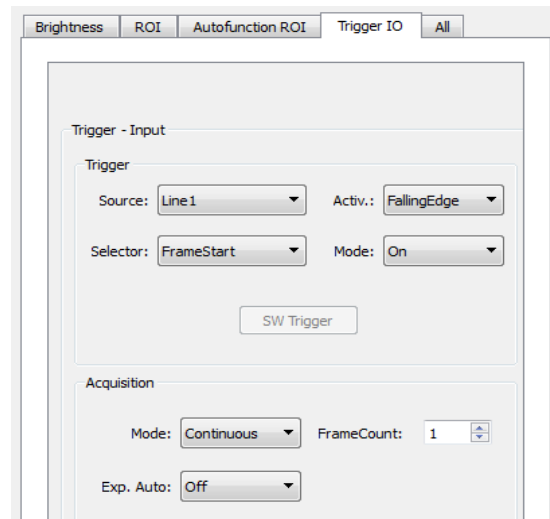 Brightness ROI Autofunction ROI Trigger IO All
Trigger - Input
Trigger
Source: Line1 Activ.: FallingEdge
Selector: FrameStart Mode: On
SW Trigger
Acquisition
Mode: Continuous FrameCount: 1
Exp. Auto: Off